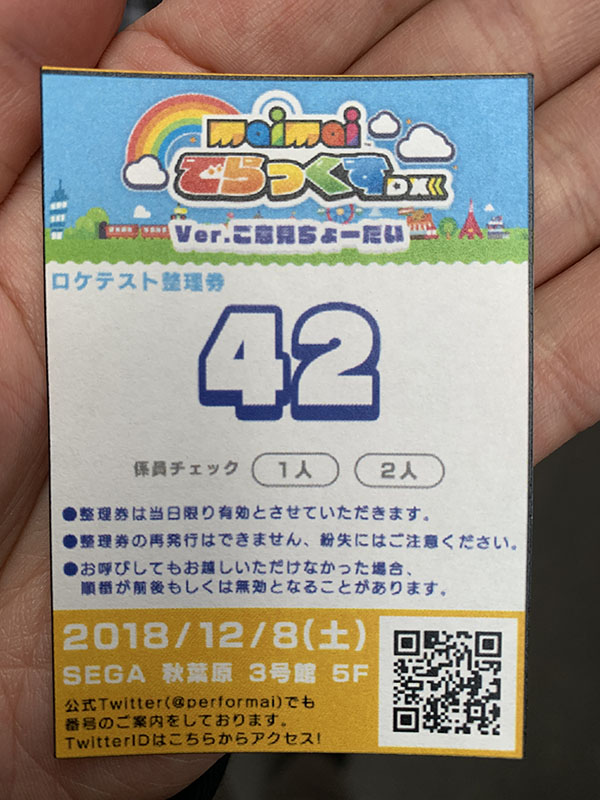 maimai
でらっくす DX
Ver.ご意見ちょーだい
ロケテスト整理券
42
係員チェック 1人 2人
●整理券は当日限り有効とさせていただきます。
●整理券の再発行はできません、紛失にはご注意ください。
●お呼びしてもお越しいただけなかった場合、
順番が前後もしくは無効となることがあります。
2018/12/8(土)
SEGA 秋葉原 3号館 5F
公式Twitter(@performai)でも
番号のご案内をしております。
TwitterIDはこちらからアクセス!